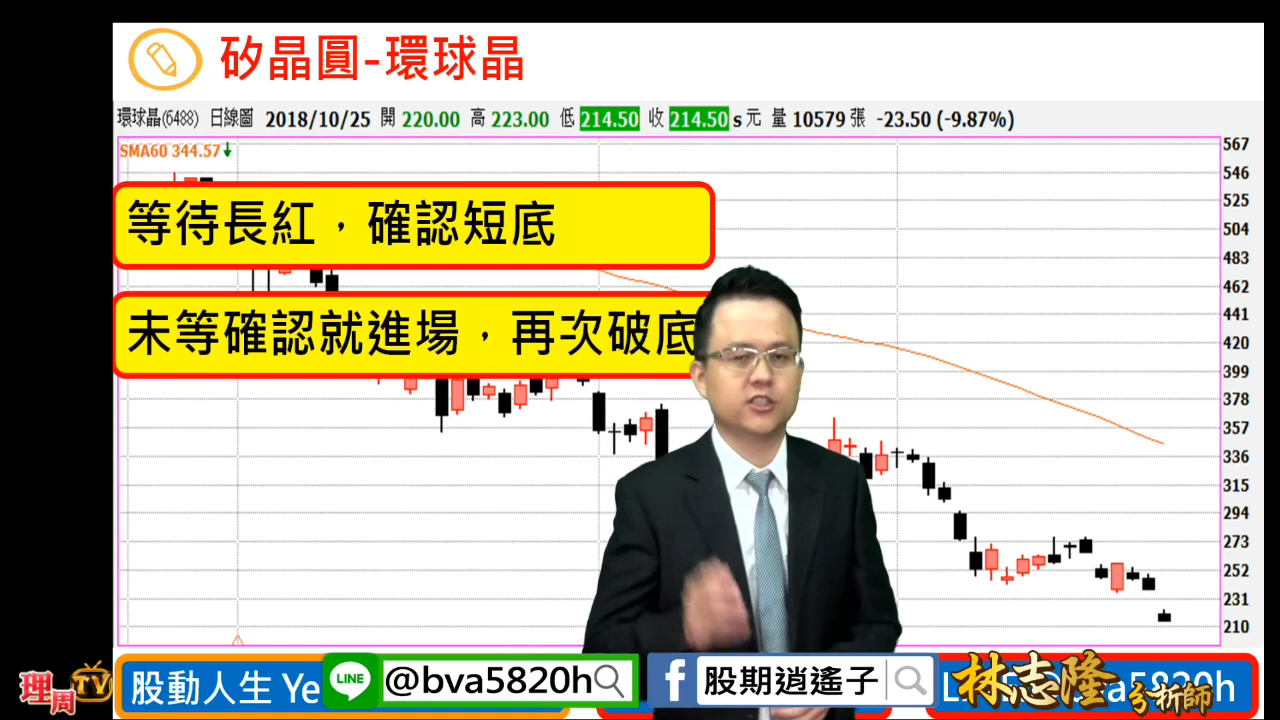 矽晶圓-環球晶
環球晶(6488) 日線圖 2018/10/25 開 220.00 高 223.00 低 214.50 收 214.50 s元 量 10579 張 -23.50 (-9.87%)
SMA60 344.57↓
567
546
525
504
483
462
441
420
399
378
357
336
315
294
273
252
231
210
等待長紅，確認短底
未等確認就進場，再次破底
理周TV
股動人生 Ye
LINE
@bva5820h
f
股期逍遙子
林志隆
分析師